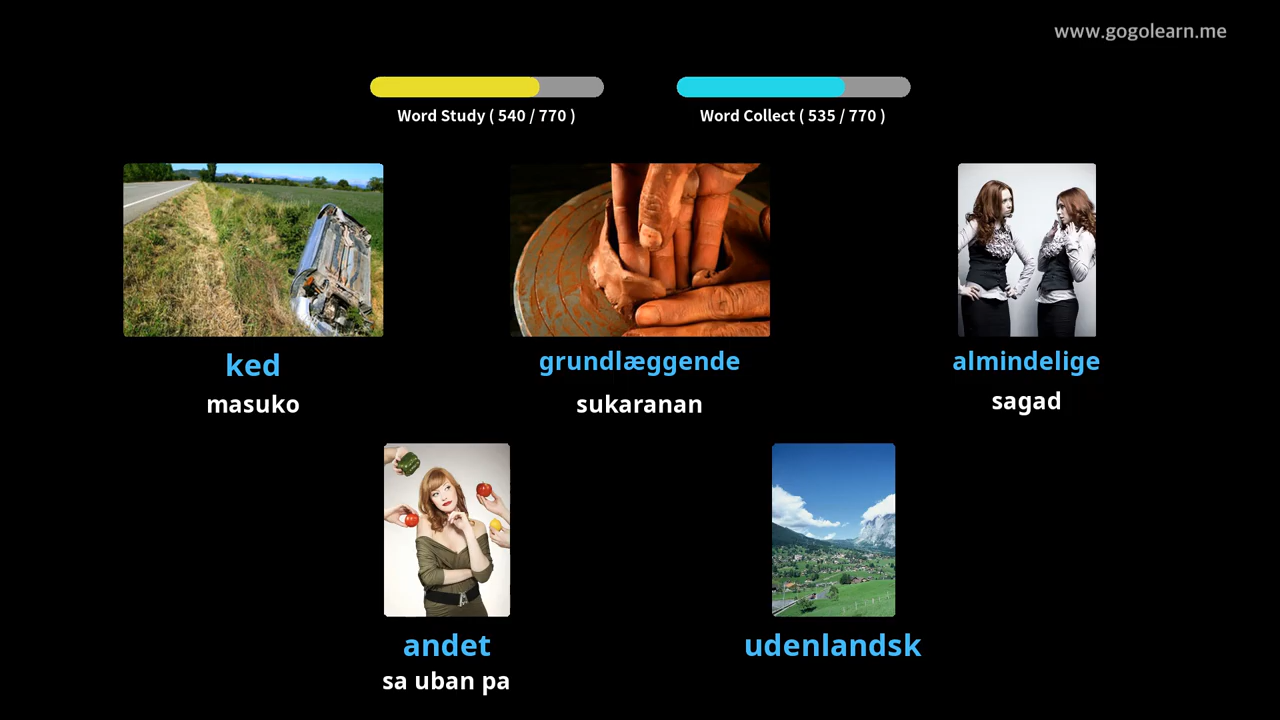 www.gogolearn.me
Word Study ( 540 / 770 )
Word Collect ( 535 / 770 )
ked
masuko
grundlæggende
sukaranan
almindelige
sagad
andet
sa uban pa
udenlandsk